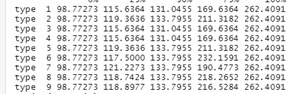 type 1 98.77273 115.6364 131.0455 169.6364 262.4091
type 2 98.77273 119.3636 133.7955 211.3182 262.4091
type 3 98.77273 115.6364 131.0455 169.6364 262.4091
type 4 98.77273 115.6364 131.0455 169.6364 262.4091
type 5 98.77273 119.3636 133.7955 211.3182 262.4091
type 6 98.77273 117.5000 133.7955 232.1591 262.4091
type 7 98.77273 121.2273 133.7955 190.4773 262.4091
type 8 98.77273 118.7424 133.7955 218.2652 262.4091
type 9 98.77273 118.8977 133.7955 216.5284 262.4091